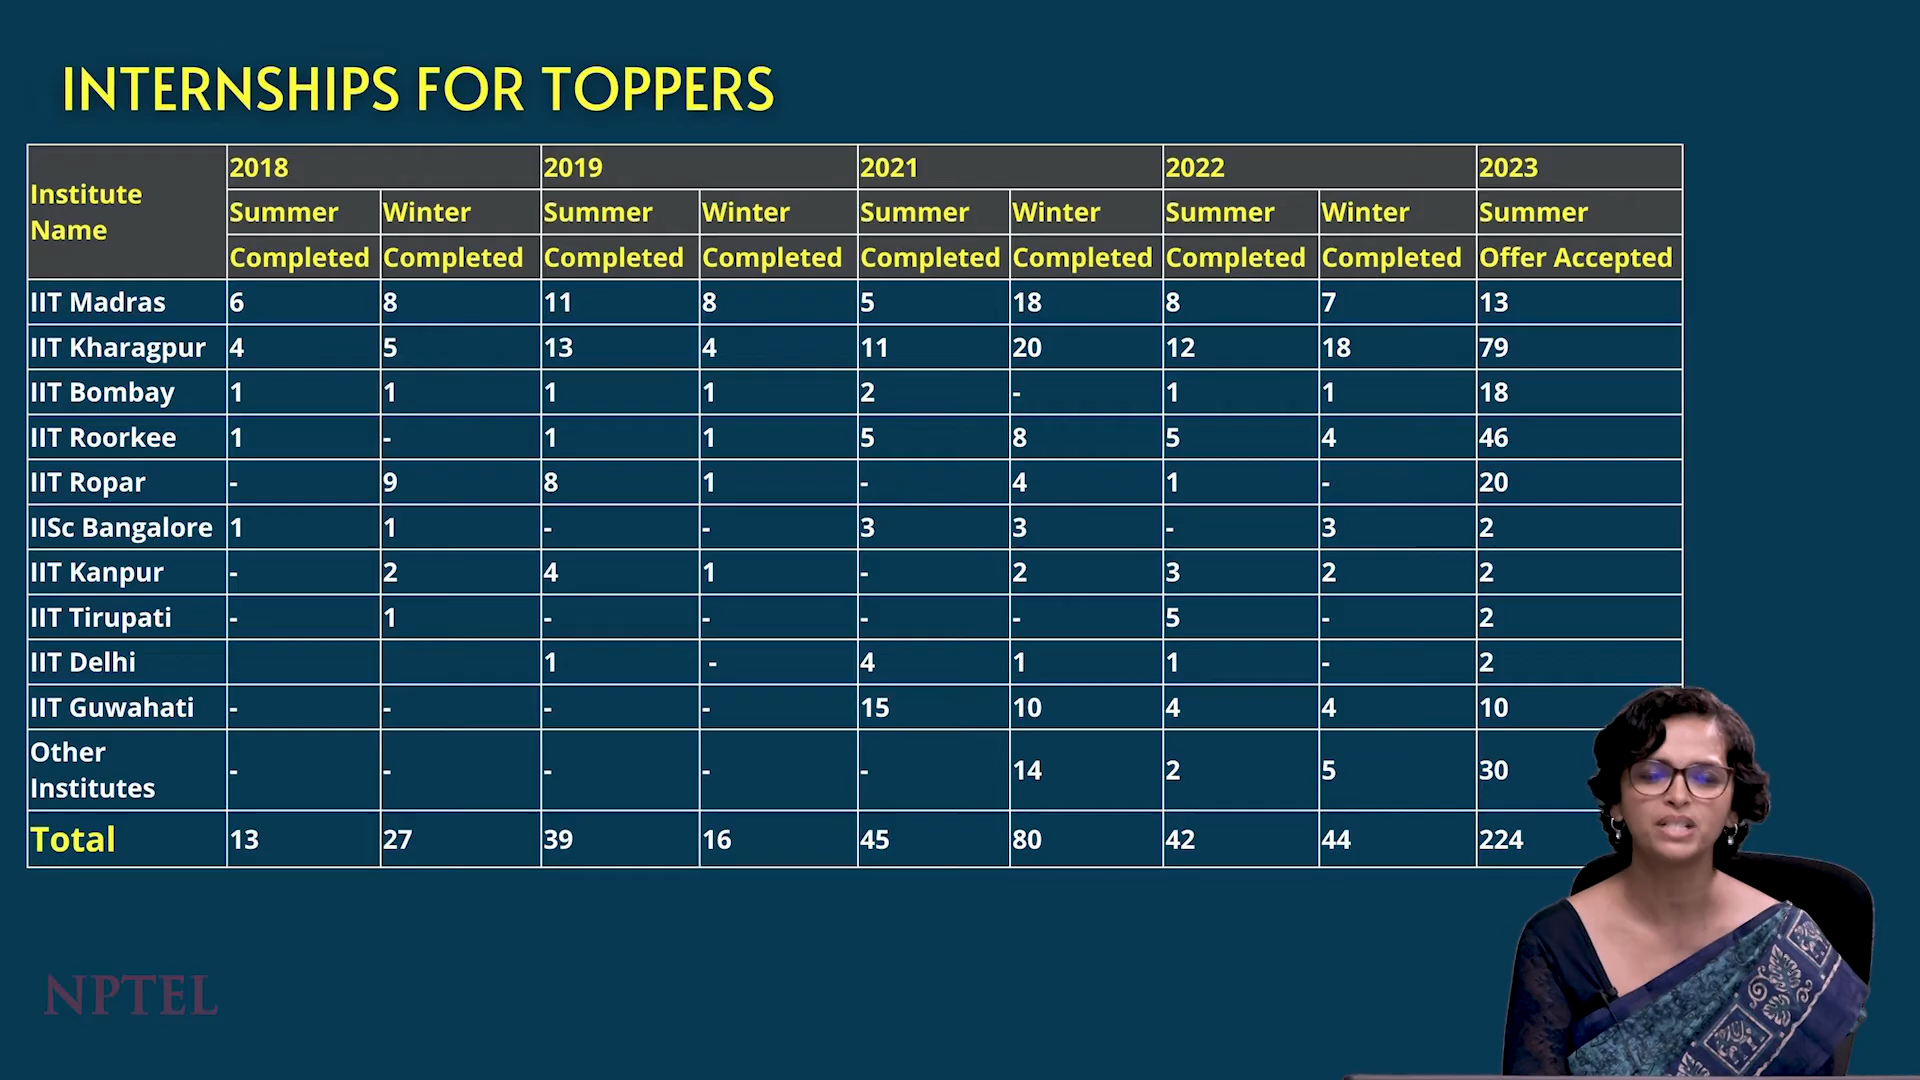 INTERNSHIPS FOR TOPPERS
Institute Name 2018 2019 2021 2022 2023
Summer Winter Summer Winter Summer Winter Summer Winter Summer
Completed Completed Completed Completed Completed Completed Completed Completed Offer Accepted
IIT Madras 6 8 11 8 5 18 8 7 13
IIT Kharagpur 4 5 13 4 11 20 12 18 79
IIT Bombay 1 1 1 1 2 - 1 1 18
IIT Roorkee 1 - 1 1 5 8 5 4 46
IIT Ropar - 9 8 1 - 4 1 - 20
IISc Bangalore 1 1 - - 3 3 - 3 2
IIT Kanpur - 2 4 1 - 2 3 2 2
IIT Tirupati - 1 - - - - 5 - 2
IIT Delhi 1 - 4 1 1 - 2
IIT Guwahati - - - - 15 10 4 4 10
Other Institutes - - - - - 14 2 5 30
Total 13 27 39 16 45 80 42 44 224
NPTEL